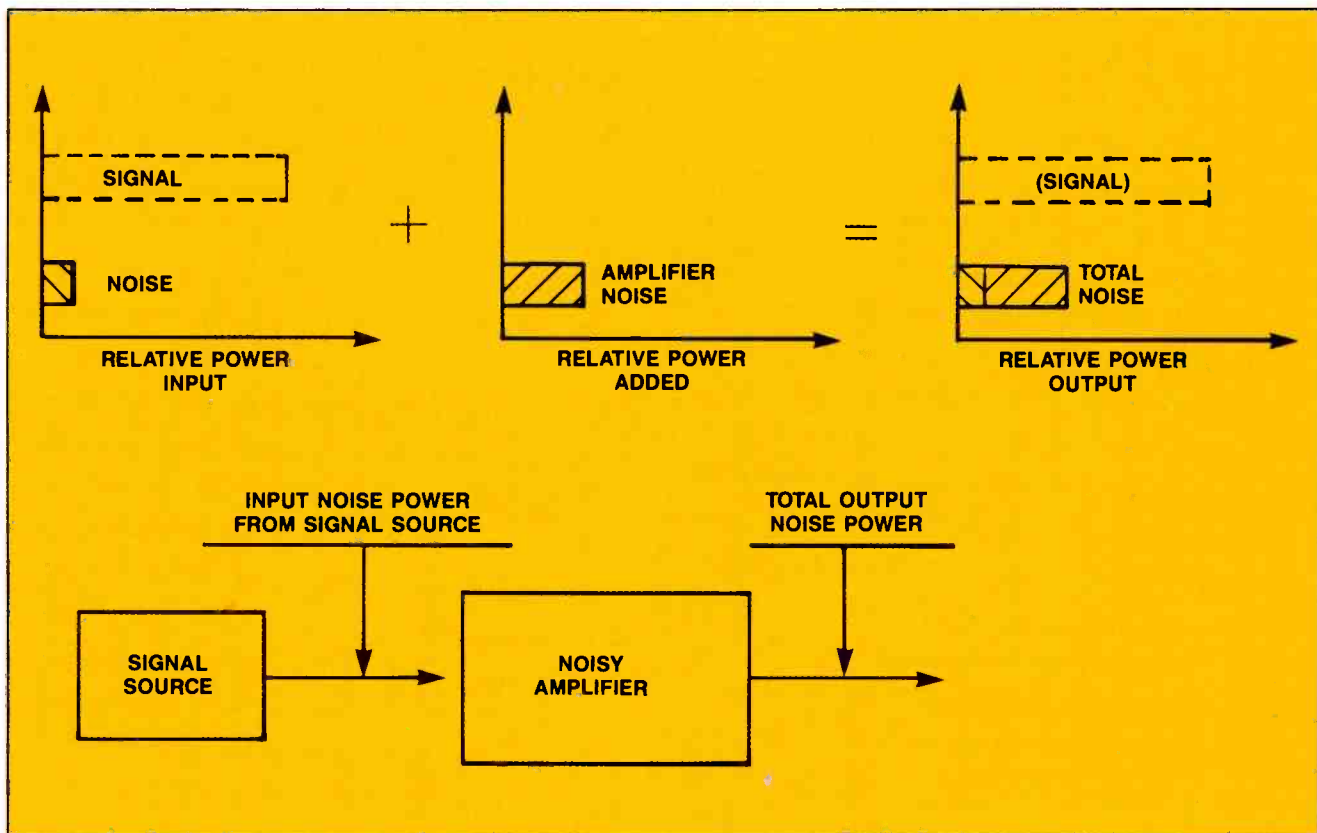 SIGNAL
NOISE
RELATIVE POWER
INPUT
+
AMPLIFIER
NOISE
RELATIVE POWER
ADDED
=
(SIGNAL)
TOTAL
NOISE
RELATIVE POWER
OUTPUT
INPUT NOISE POWER
FROM SIGNAL SOURCE
TOTAL OUTPUT
NOISE POWER
SIGNAL
SOURCE
NOISY
AMPLIFIER